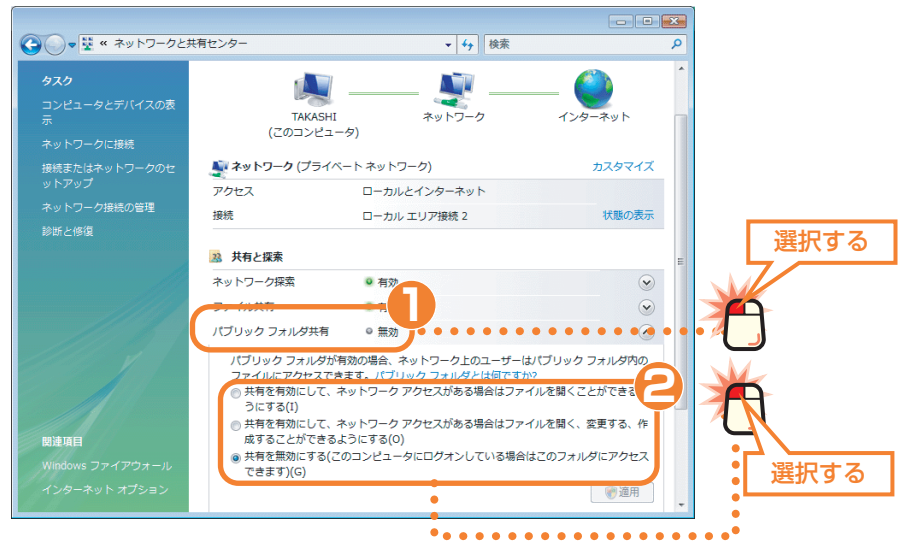 ネットワークと共有センター
検索
タスク
コンピュータとデバイスの表
示
ネットワークに接続
接続またはネットワークのセ
ットアップ
ネットワーク接続の管理
診断と修復
関連項目
Windows ファイアウォール
インターネット オプション
TAKASHI
(このコンピュータ)
ネットワーク
インターネット
ネットワーク (プライベート ネットワーク)
カスタマイズ
アクセス
ローカルとインターネット
接続
ローカル エリア接続 2
状態の表示
共有と探索
ネットワーク探索
有効
ファイル共有
有
パブリック フォルダ共有
無効
パブリック フォルダが有効の場合、ネットワーク上のユーザーはパブリック フォルダ内の
ファイルにアクセスできます。パブリック フォルダとは何ですか?
共有を有効にして、ネットワーク アクセスがある場合はファイルを開くことができる
うにする(I)
共有を有効にして、ネットワーク アクセスがある場合はファイルを開く、変更する、作
成することができるようにする(O)
共有を無効にする(このコンピュータにログオンしている場合はこのフォルダにアクセス
できます)(G)
適用
1
2
選択する
選択する